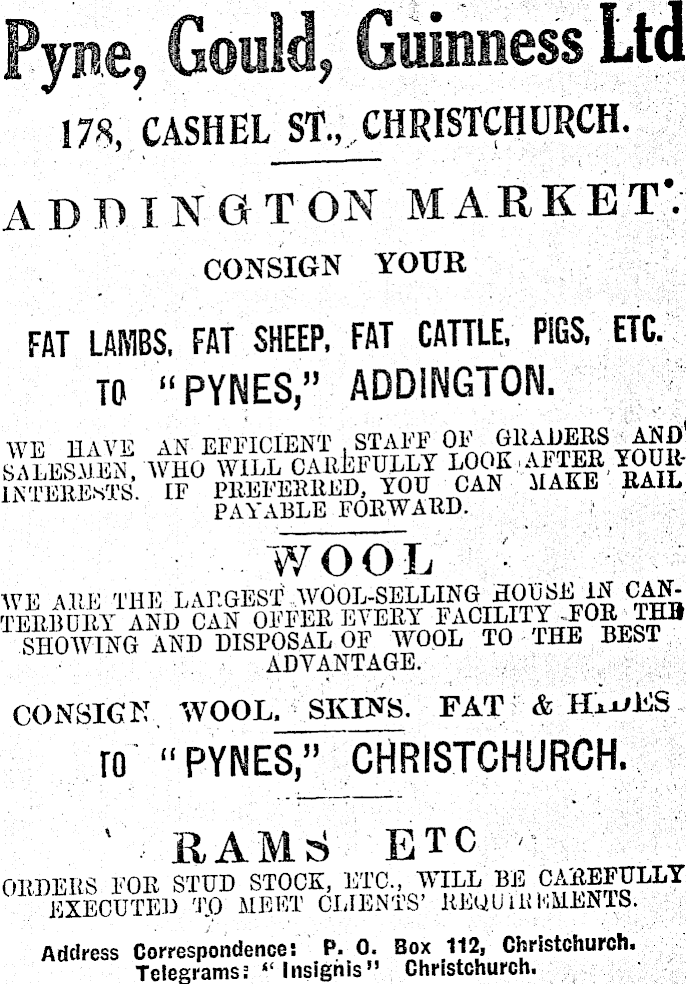 Pyne, Gould, Guinness Ltd
178, CASHEL ST., CHRISTCHURCH.
ADDINGTON MARKET:
CONSIGN YOUR
FAT LAMBS, FAT SHEEP, FAT CATTLE, PIGS, ETC.
TO "PYNES," ADDINGTON.
WE HAVE AN EFFICIENT STAFF OF GRADERS AND
SALESMEN, WHO WILL CAREFULLY LOOK AFTER YOUR
INTERESTS. IF PREFERRED, YOU CAN MAKE RAIL
PAYABLE FORWARD.
WOOL
WE ARE THE LARGEST WOOL-SELLING HOUSE IN CAN-
TERBURY AND CAN OFFER EVERY FACILITY FOR THE
SHOWING AND DISPOSAL OF WOOL TO THE BEST
ADVANTAGE.
CONSIGN WOOL, SKINS. FAT & HIDES
TO "PYNES," CHRISTCHURCH.
RAMS ETC
ORDERS FOR STUD STOCK, ETC., WILL BE CAREFULLY
EXECUTED TO MEET CLIENTS' REQUIREMENTS.
Address Correspondence: P. O. Box 112, Christchurch.
Telegrams: "Insignis" Christchurch.